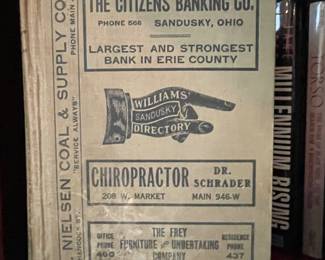 THE CITIZENS BANKING CO.
PHONE 566 SANDUSKY, OHIO
LARGEST AND STRONGEST
BANK IN ERIE COUNTY
WILLIAMS'
SANDUSKY
DIRECTORY
CHIROPRACTOR DR. SCHRADER
208 W. MARKET MAIN 946-W
OFFICE PHONE 460
THE FREY
FURNITURE AND UNDERTAKING
COMPANY
RESIDENCE PHONE 437
NIELSEN COAL & SUPPLY CO.
"SERVICE ALWAYS"
PHONE MAIN
MILLENNIUM RISING
TORSO